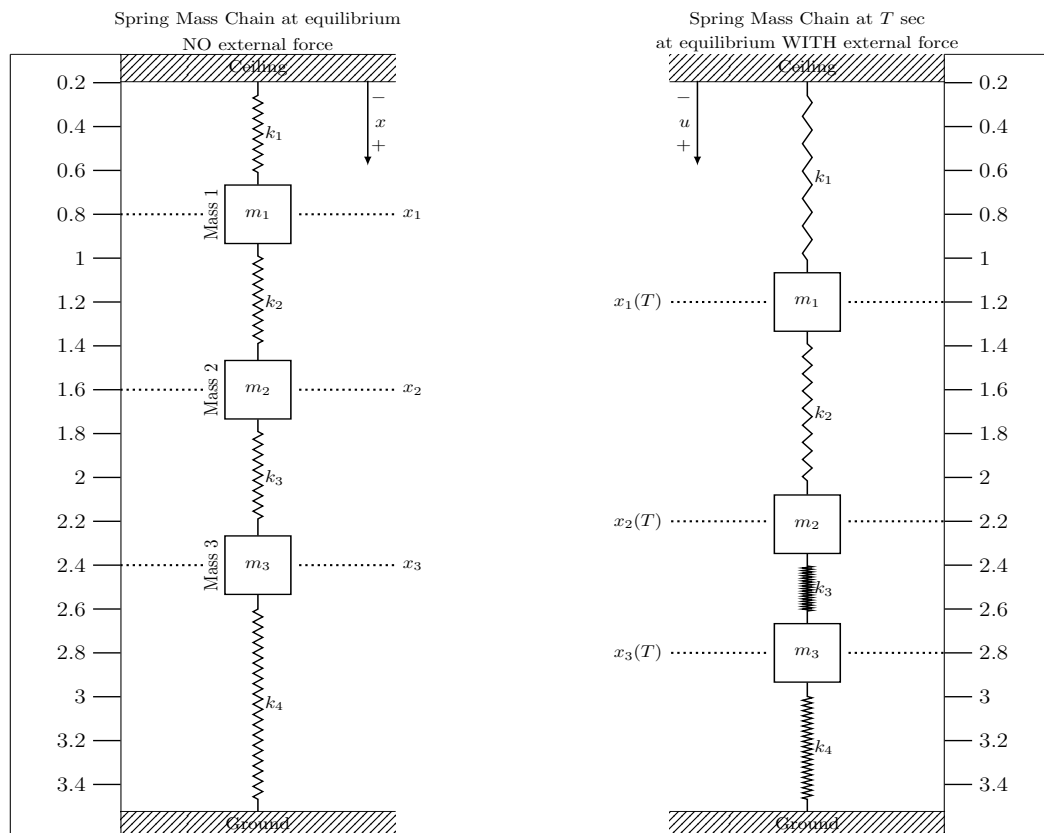 Spring Mass Chain at equilibrium
NO external force
Ceiling
0.2
0.4
0.6
0.8
1
1.2
1.4
1.6
1.8
2
2.2
2.4
2.6
2.8
3
3.2
3.4
−
x
+
k₁
Mass 1
m₁
x₁
k₂
Mass 2
m₂
x₂
k₃
Mass 3
m₃
x₃
k₄
Ground
Spring Mass Chain at T sec
at equilibrium WITH external force
Ceiling
−
u
+
k₁
x₁(T)
m₁
k₂
x₂(T)
m₂
k₃
x₃(T)
m₃
k₄
Ground
0.2
0.4
0.6
0.8
1
1.2
1.4
1.6
1.8
2
2.2
2.4
2.6
2.8
3
3.2
3.4